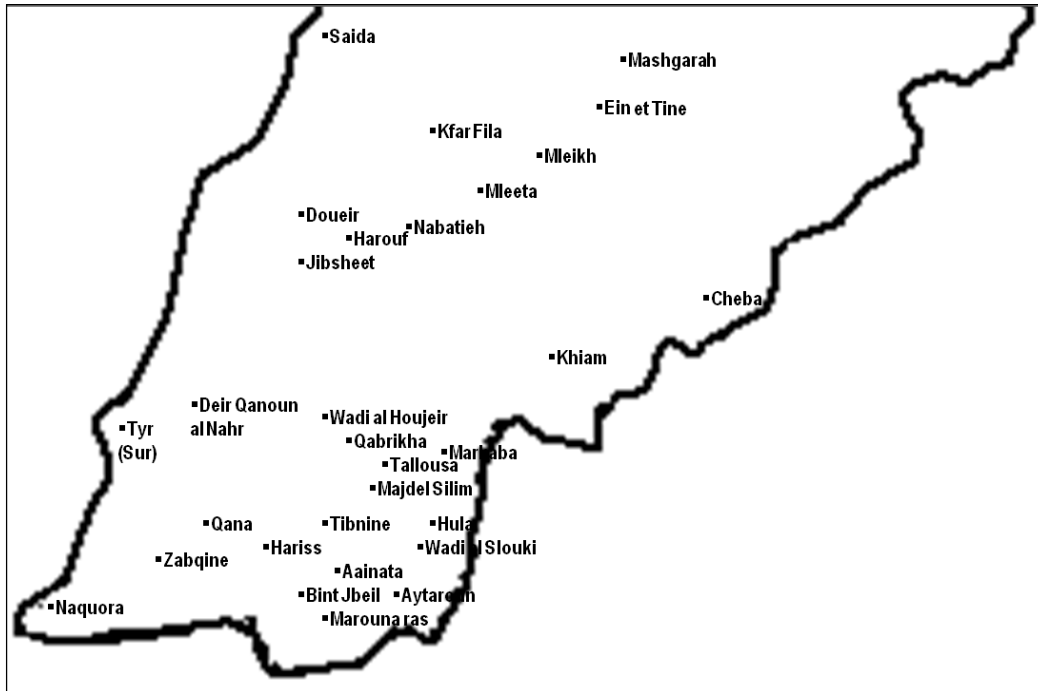 Saida
Mashgarah
Ein et Tine
Kfar Fila
Mleikh
Mleeta
Doueir
Nabatieh
Harouf
Jibsheet
Cheba
Khiam
Deir Qanoun
al Nahr
Wadi al Houjeir
Tyr
(Sur)
Qabrikha
Markaba
Tallousa
Majdel Silim
Qana
Tibnine
Hula
Hariss
Wadi al Slouki
Zabqine
Aainata
Bint Jbeil
Aytaroun
Naquora
Marouna ras